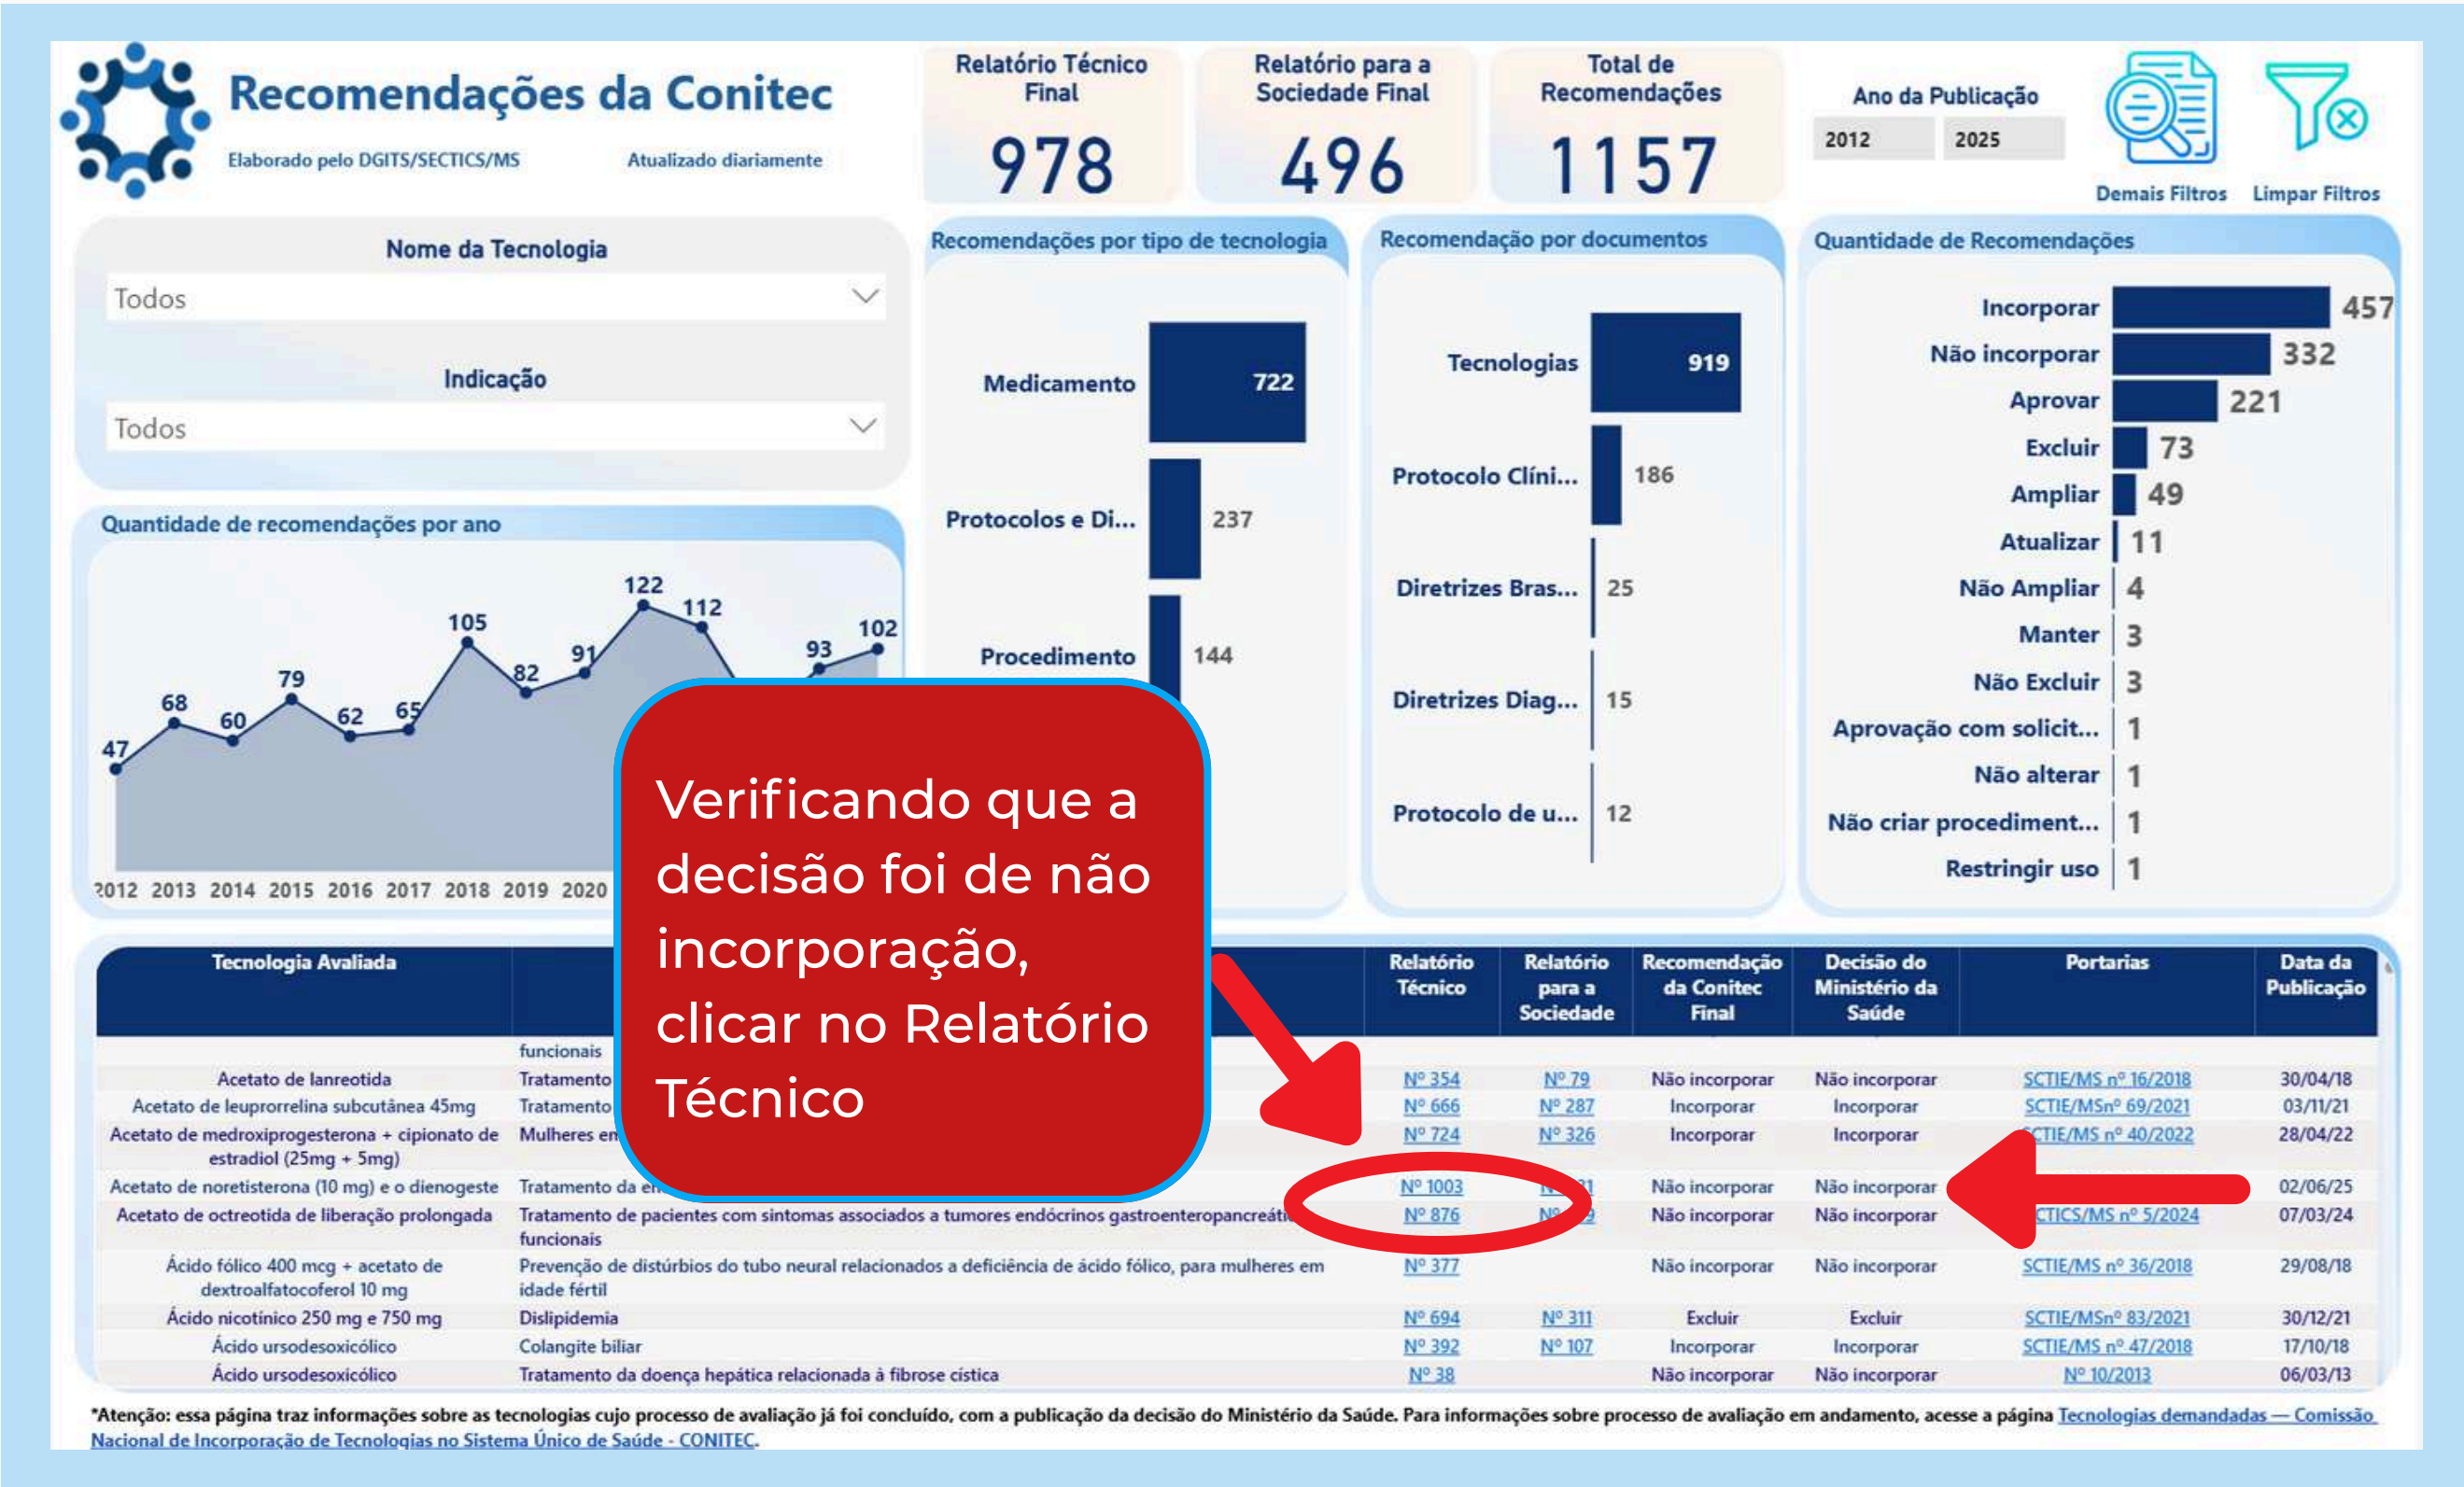 Recomendações da Conitec
Elaborado pelo DGITS/SECTICS/MS
Atualizado diariamente
Relatório Técnico
Final
978
Relatório para a
Sociedade Final
496
Total de
Recomendações
1157
Ano da Publicação
2012
2025
Demais Filtros
Limpar Filtros
Nome da Tecnologia
Todos
Indicação
Todos
Quantidade de recomendações por ano
47
68
60
79
62
65
105
82
91
122
112
93
102
2012 2013 2014 2015 2016 2017 2018 2019 2020
Recomendações por tipo de tecnologia
Medicamento 722
Protocolos e Di... 237
Procedimento 144
Recomendação por documentos
Tecnologias 919
Protocolo Clíni... 186
Diretrizes Bras... 25
Diretrizes Diag... 15
Protocolo de u... 12
Quantidade de Recomendações
Incorporar 457
Não incorporar 332
Aprovar 221
Excluir 73
Ampliar 49
Atualizar 11
Não Ampliar 4
Manter 3
Não Excluir 3
Aprovação com solicit... 1
Não alterar 1
Não criar procediment... 1
Restringir uso 1
Verificando que a
decisão foi de não
incorporação,
clicar no Relatório
Técnico
Tecnologia Avaliada
Relatório
Técnico
Relatório
para a
Sociedade
Recomendação
da Conitec
Final
Decisão do
Ministério da
Saúde
Portarias
Data da
Publicação
funcionais
Acetato de lanreotida Tratamento Nº 354 Nº 79 Não incorporar Não incorporar SCTIE/MS nº 16/2018 30/04/18
Acetato de leuprorrelina subcutânea 45mg Tratamento Nº 666 Nº 287 Incorporar Incorporar SCTIE/MSnº 69/2021 03/11/21
Acetato de medroxiprogesterona + cipionato de Mulheres Nº 724 Nº 326 Incorporar Incorporar SCTIE/MS nº 40/2022 28/04/22
estradiol (25mg + 5mg)
Acetato de noretisterona (10 mg) e o dienogeste Tratamento da Nº 1003 Não incorporar Não incorporar 02/06/25
Acetato de octreotida de liberação prolongada Tratamento de pacientes com sintomas associados a tumores endócrinos Nº 876 Não incorporar Não incorporar nº 5/2024 07/03/24
funcionais
Ácido fólico 400 mcg + acetato de Prevenção de distúrbios do tubo neural relacionados a deficiência de ácido fólico, para mulheres em Nº 377 Não incorporar Não incorporar SCTIE/MS nº 36/2018 29/08/18
dextroalfatocoferol 10 mg idade fértil
Ácido nicotínico 250 mg e 750 mg Dislipidemia Nº 694 Nº 311 Excluir Excluir SCTIE/MSnº 83/2021 30/12/21
Ácido ursodesoxicólico Colangite biliar Nº 392 Nº 107 Incorporar Incorporar SCTIE/MS nº 47/2018 17/10/18
Ácido ursodesoxicólico Tratamento da doença hepática relacionada à fibrose cística Nº 38 Não incorporar Não incorporar Nº 10/2013 06/03/13
*Atenção: essa página traz informações sobre as tecnologias cujo processo de avaliação já foi concluído, com a publicação da decisão do Ministério da Saúde. Para informações sobre processo de avaliação em andamento, acesse a página Tecnologias demandadas — Comissão
Nacional de Incorporação de Tecnologias no Sistema Único de Saúde - CONITEC.